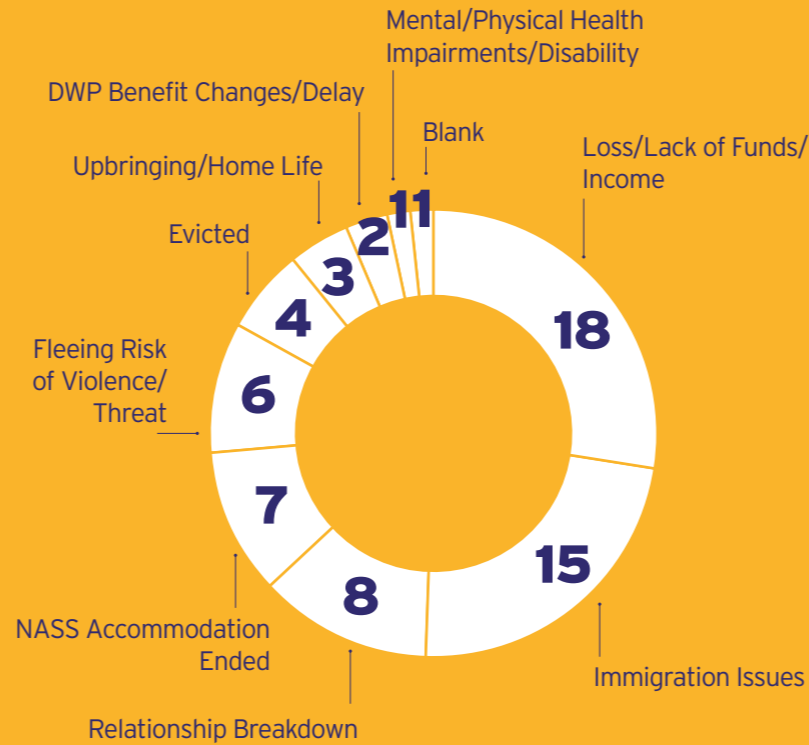 Mental/Physical Health
Impairments/Disability
DWP Benefit Changes/Delay
Blank
Loss/Lack of Funds/
Income
Upbringing/Home Life
Evicted
Fleeing Risk
of Violence/
Threat
1
1
2
3
4
18
6
7
15
8
NASS Accommodation
Ended
Immigration Issues
Relationship Breakdown